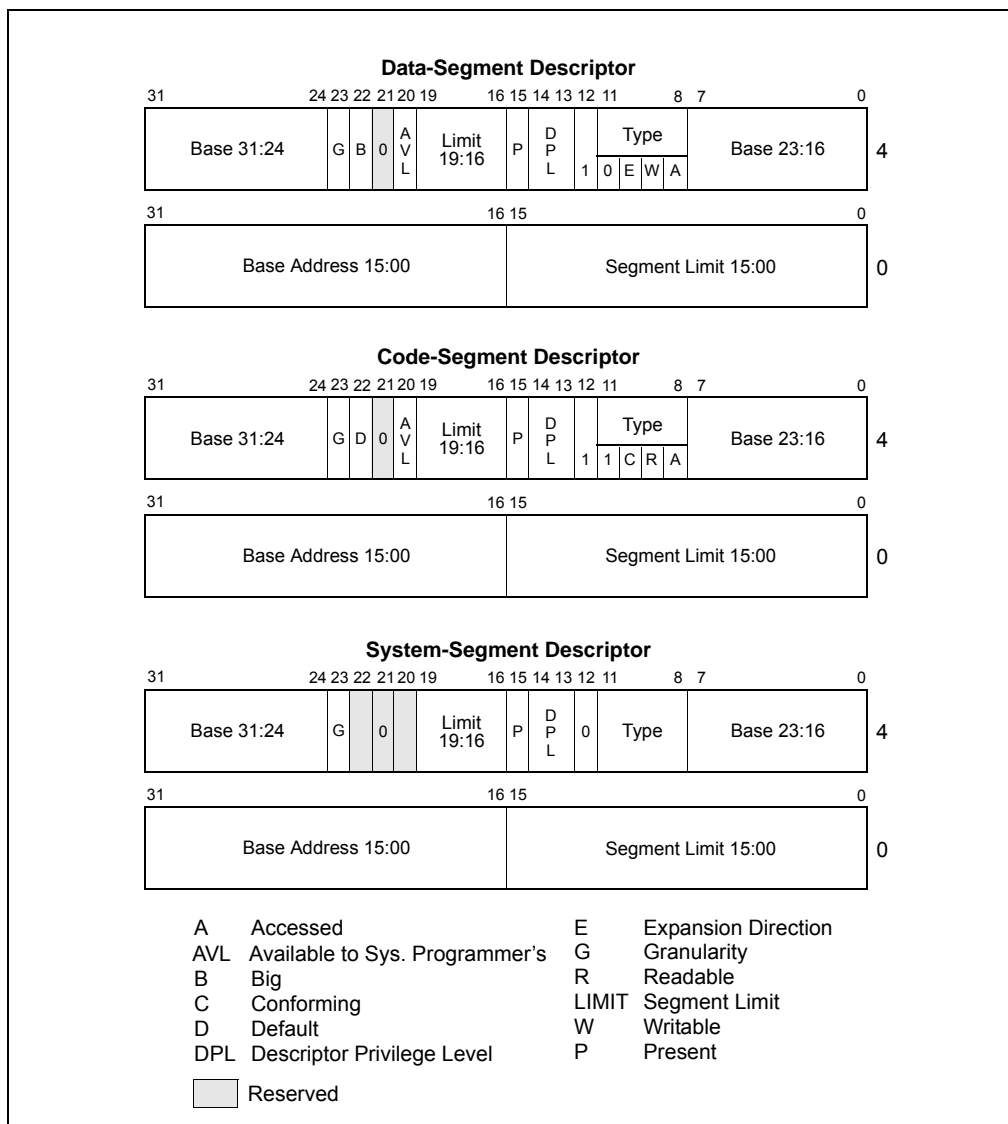 Data-Segment Descriptor
31 24 23 22 21 20 19 16 15 14 13 12 11 8 7 0
Base 31:24 G B 0 AVL Limit 19:16 P DPL 1 Type 0 E W A Base 23:16 4
31 16 15 0
Base Address 15:00 Segment Limit 15:00 0
Code-Segment Descriptor
31 24 23 22 21 20 19 16 15 14 13 12 11 8 7 0
Base 31:24 G D 0 AVL Limit 19:16 P DPL 1 Type 1 C R A Base 23:16 4
31 16 15 0
Base Address 15:00 Segment Limit 15:00 0
System-Segment Descriptor
31 24 23 22 21 20 19 16 15 14 13 12 11 8 7 0
Base 31:24 G 0 Limit 19:16 P DPL 0 Type Base 23:16 4
31 16 15 0
Base Address 15:00 Segment Limit 15:00 0
A Accessed
AVL Available to Sys. Programmer's
B Big
C Conforming
D Default
DPL Descriptor Privilege Level
Reserved
E Expansion Direction
G Granularity
R Readable
LIMIT Segment Limit
W Writable
P Present